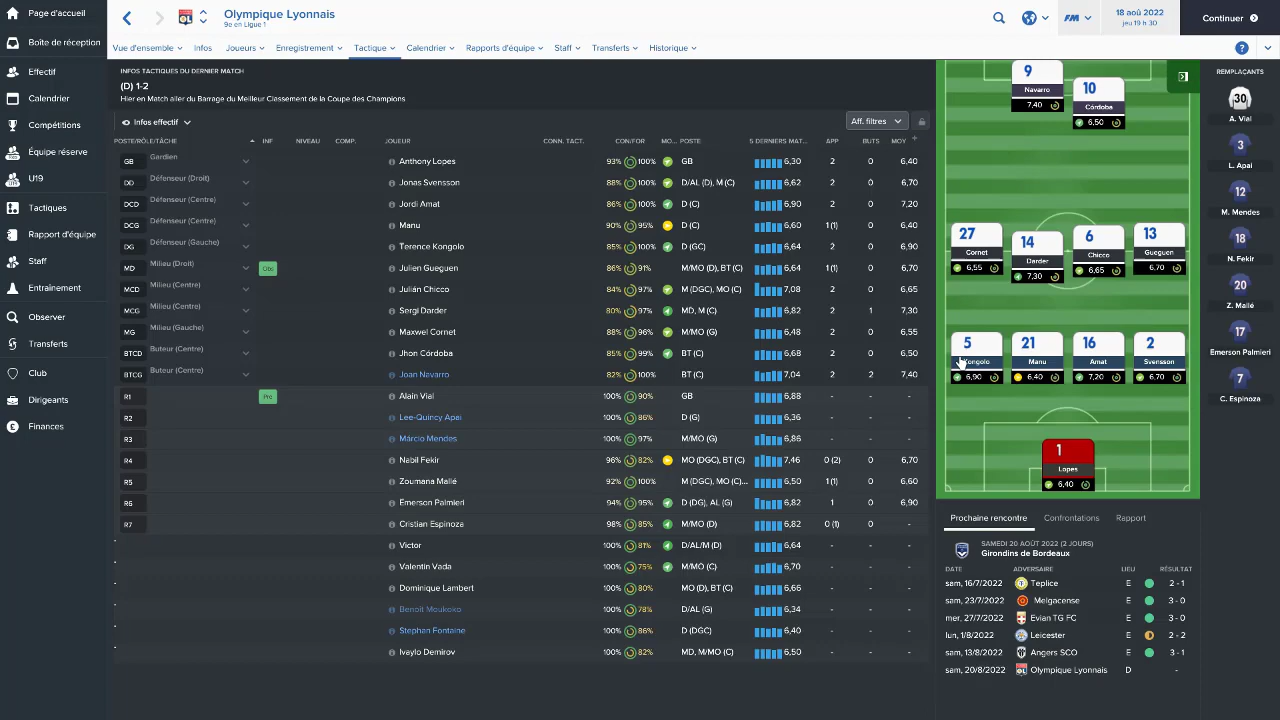 Page d'accueil
Boîte de réception
Effectif
Calendrier
Compétitions
Équipe réserve
U19
Tactiques
Rapport d'équipe
Staff
Entraînement
Observer
Transferts
Club
Dirigeants
Finances
Olympique Lyonnais
9e en Ligue 1
FM
18 aoû 2022
jeu 19 h 30
Continuer
Vue d'ensemble Infos Joueurs Enregistrement Tactique Calendrier Rapports d'équipe Staff Transferts Historique
INFOS TACTIQUES DU DERNIER MATCH
(D) 1-2
Hier en Match aller du Barrage du Meilleur Classement de la Coupe des Champions
Infos effectif
Aff. filtres
POSTE/RÔLE/TÂCHE INF NIVEAU COMP. JOUEUR CONN. TACT. CON/FOR MO... POSTE 5 DERNIERS MAT... APP BUTS MOY
GB Gardien Anthony Lopes 93% 100% GB 6,30 2 0 6,40
DD Défenseur (Droit) Jonas Svensson 88% 100% D/AL (D), M (C) 6,62 2 0 6,70
DCD Défenseur (Centre) Jordi Amat 86% 100% D (C) 6,90 2 0 7,20
DCG Défenseur (Centre) Manu 90% 95% D (C) 6,64 1 (1) 0 6,40
DG Défenseur (Gauche) Terence Kongolo 85% 100% D (GC) 6,64 2 0 6,90
MD Milieu (Droit) Obs Julien Gueguen 86% 91% M/MO (D), BT (C) 6,64 1 (1) 0 6,70
MCD Milieu (Centre) Julián Chicco 84% 97% M (DGC), MO (C) 7,08 2 0 6,65
MCG Milieu (Centre) Sergi Darder 80% 97% MD, M (C) 6,82 2 1 7,30
MG Milieu (Gauche) Maxwel Cornet 88% 96% M/MO (G) 6,48 2 0 6,55
BTCD Buteur (Centre) Jhon Córdoba 85% 99% BT (C) 6,68 2 0 6,50
BTCG Buteur (Centre) Joan Navarro 82% 100% BT (C) 7,04 2 2 7,40
R1 Pro Alain Vial 100% 90% GB 6,88 - - -
R2 Lee-Quincy Apai 100% 86% D (G) 6,36 - - -
R3 Márcio Mendes 100% 97% M/MO (G) 6,86 - - -
R4 Nabil Fekir 96% 82% MO (DGC), BT (C) 7,46 0 (2) 0 6,70
R5 Zoumana Mallé 92% 100% M (DGC), MO (C)... 6,50 1 (1) 0 6,60
R6 Emerson Palmieri 94% 95% D (DG), AL (G) 6,82 1 0 6,90
R7 Cristian Espinoza 98% 85% M/MO (D) 6,82 0 (1) 0 -
Victor 100% 81% D/AL/M (D) 6,64 - - -
Valentin Vada 100% 75% M/MO (C) 6,70 - - -
Dominique Lambert 100% 80% MO (D), BT (C) 6,66 - - -
Benoît Moukoko 100% 78% D/AL (G) 6,34 - - -
Stephan Fontaine 100% 86% D (DGC) 6,40 - - -
Ivaylo Demirov 100% 82% MD, M/MO (C) 6,50 - - -
9 10
Navarro Córdoba
7,40 6,50
27 14 6 13
Cornet Darder Chicco Gueguen
6,55 7,30 6,65 6,70
5 21 16 2
Kongolo Manu Amat Svensson
6,90 6,40 7,20 6,70
1
Lopes
6,40
REMPLAÇANTS
30
A. Vial
3
L. Apai
12
M. Mendes
18
N. Fekir
20
Z. Mallé
17
Emerson Palmieri
7
C. Espinoza
Prochaine rencontre Confrontations Rapport
SAMEDI 20 AOÛT 2022 (2 JOURS)
Girondins de Bordeaux
DATE ADVERSAIRE LIEU RÉSULTAT
sam, 16/7/2022 Teplice E 2 - 1
sam, 23/7/2022 Melgacense E 3 - 0
mer, 27/7/2022 Evian TG FC E 3 - 0
lun, 1/8/2022 Leicester E 2 - 2
sam, 13/8/2022 Angers SCO E 3 - 1
sam, 20/8/2022 Olympique Lyonnais D -